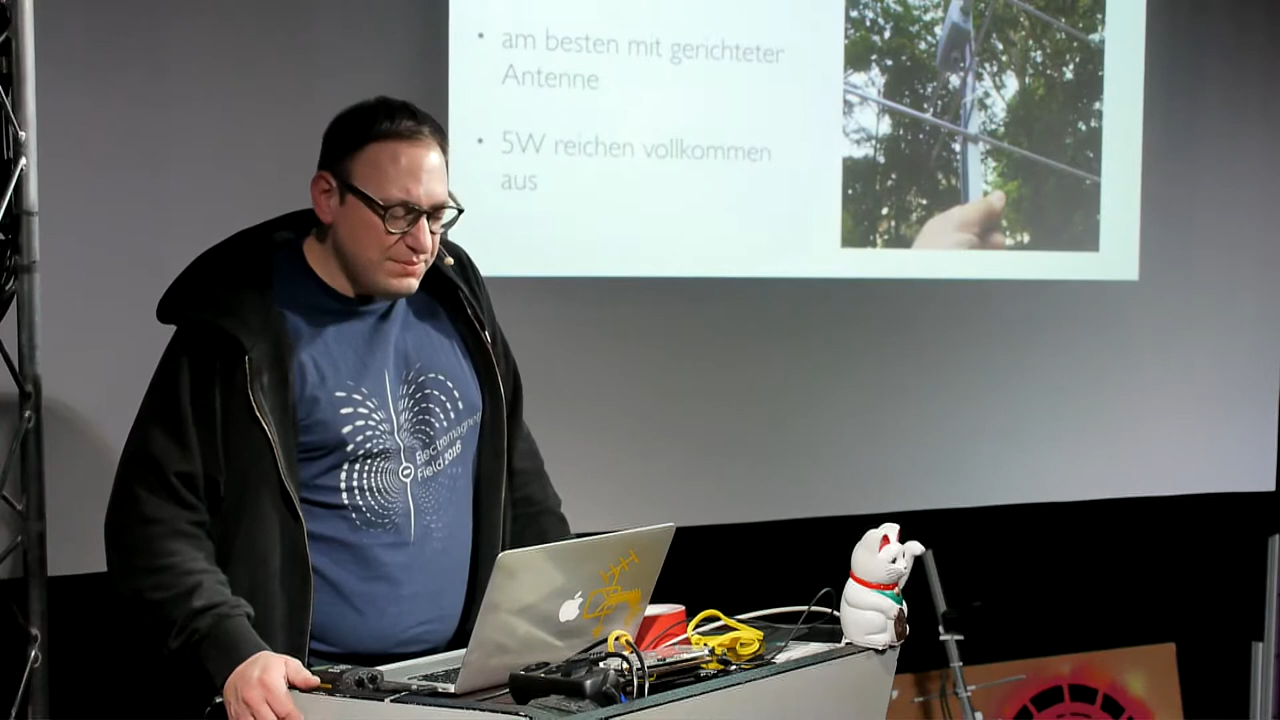 • am besten mit gerichteter
Antenne
• 5W reichen vollkommen
aus
Electromagnetic
Field 2016